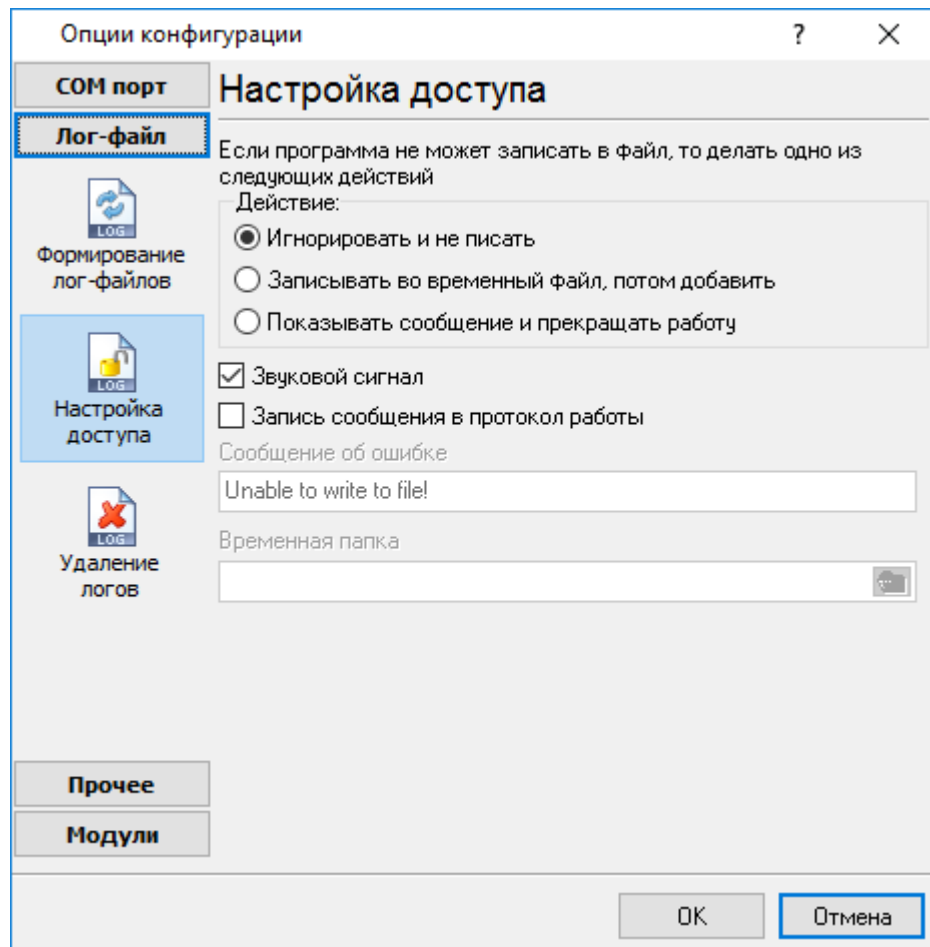 Опции конфигурации
?
COM порт
Лог-файл
LOG
Формирование
лог-файлов
LOG
Настройка
доступа
LOG
Удаление
логов
Прочее
Модули
Настройка доступа
Если программа не может записать в файл, то делать одно из
следующих действий
Действие:
Игнорировать и не писать
Записывать во временный файл, потом добавить
Показывать сообщение и прекращать работу
Звуковой сигнал
Запись сообщения в протокол работы
Сообщение об ошибке
Unable to write to file!
Временная папка
OK
Отмена